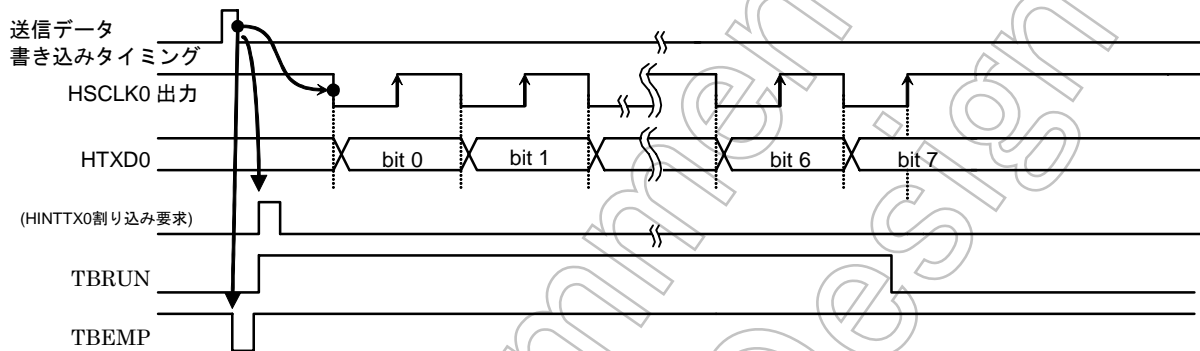 送信データ
書き込みタイミング
HSCLK0 出力
HTXD0
bit 0
bit 1
bit 6
bit 7
(HINTTX0割り込み要求)
TBRUN
TBEMP